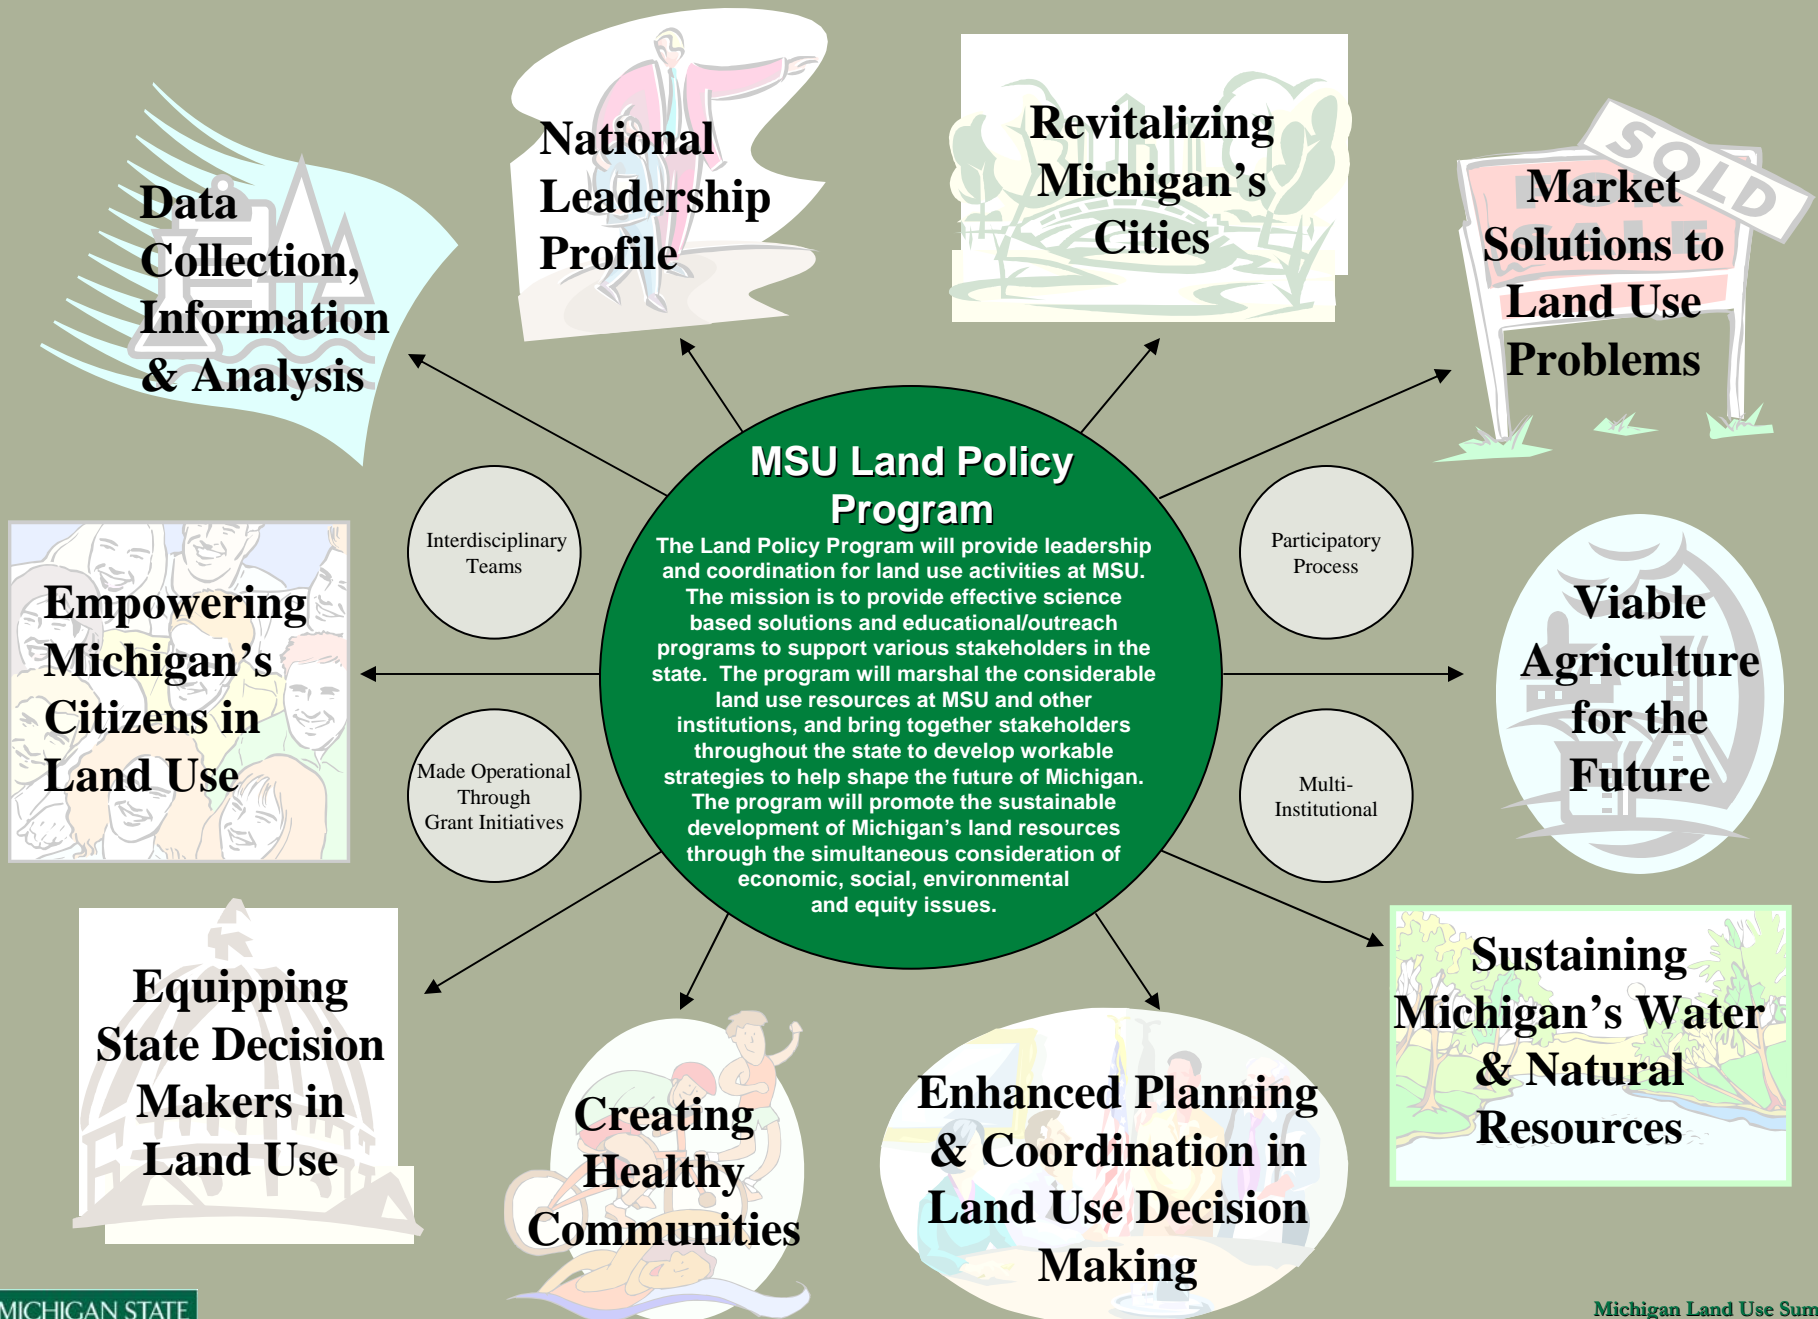 Data
Collection,
Information
& Analysis
National
Leadership
Profile
Revitalizing
Michigan’s
Cities
SOLD
FOR
SALE
Market
Solutions to
Land Use
Problems
MSU Land Policy
Program
The Land Policy Program will provide leadership
and coordination for land use activities at MSU.
The mission is to provide effective science
based solutions and educational/outreach
programs to support various stakeholders in the
state.  The program will marshal the considerable
land use resources at MSU and other
institutions, and bring together stakeholders
throughout the state to develop workable
strategies to help shape the future of Michigan.
The program will promote the sustainable
development of Michigan’s land resources
through the simultaneous consideration of
economic, social, environmental
and equity issues.
Interdisciplinary
Teams
Participatory
Process
Empowering
Michigan’s
Citizens in
Land Use
Viable
Agriculture
for the
Future
Made Operational
Through
Grant Initiatives
Multi-
Institutional
Equipping
State Decision
Makers in
Land Use
Creating
Healthy
Communities
Enhanced Planning
& Coordination in
Land Use Decision
Making
Sustaining
Michigan’s Water
& Natural
Resources
MICHIGAN STATE
Michigan Land Use Sum